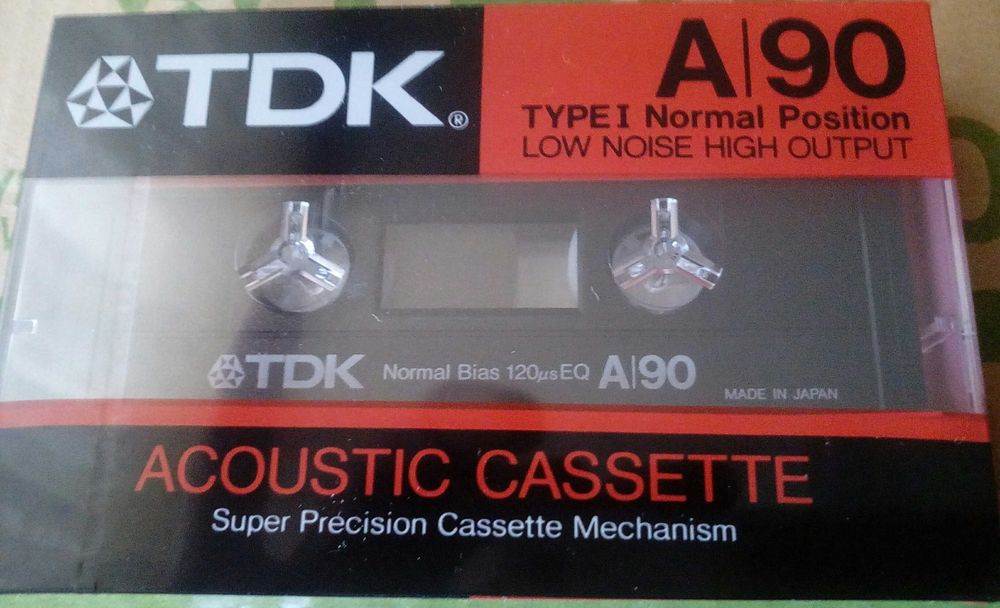 TDK®
A|90
TYPE I Normal Position
LOW NOISE HIGH OUTPUT
TDK Normal Bias 120µs EQ A|90
MADE IN JAPAN
ACOUSTIC CASSETTE
Super Precision Cassette Mechanism